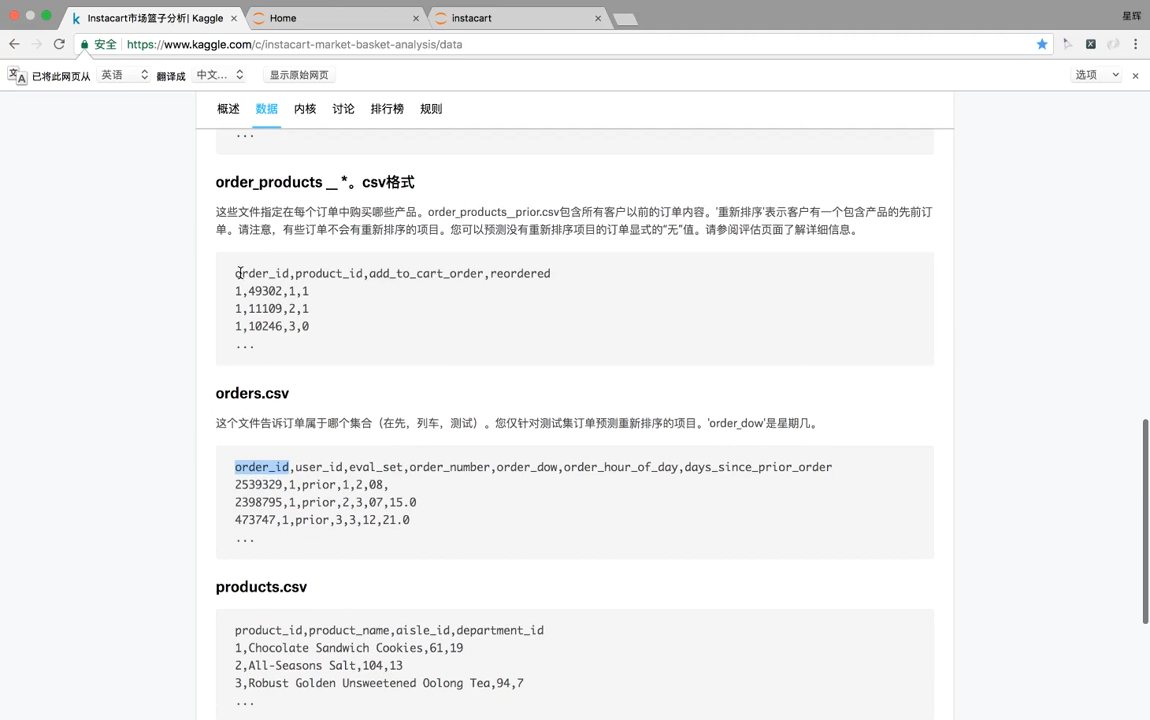 Instacart市场篮子分析| Kaggle
Home
instacart
星辉
安全
https://www.kaggle.com/c/instacart-market-basket-analysis/data
已将此网页从
英语
翻译成
中文...
显示原始网页
选项
概述
数据
内核
讨论
排行榜
规则
...
order_products __ *。csv格式
这些文件指定在每个订单中购买哪些产品。order_products__prior.csv包含所有客户以前的订单内容。'重新排序'表示客户有一个包含产品的先前订
单。请注意，有些订单不会有重新排序的项目。您可以预测没有重新排序项目的订单显式的“无”值。请参阅评估页面了解详细信息。
order_id,product_id,add_to_cart_order,reordered
1,49302,1,1
1,11109,2,1
1,10246,3,0
...
orders.csv
这个文件告诉订单属于哪个集合（在先，列车，测试）。您仅针对测试集订单预测重新排序的项目。'order_dow'是星期几。
order_id,user_id,eval_set,order_number,order_dow,order_hour_of_day,days_since_prior_order
2539329,1,prior,1,2,08,
2398795,1,prior,2,3,07,15.0
473747,1,prior,3,3,12,21.0
...
products.csv
product_id,product_name,aisle_id,department_id
1,Chocolate Sandwich Cookies,61,19
2,All-Seasons Salt,104,13
3,Robust Golden Unsweetened Oolong Tea,94,7
...